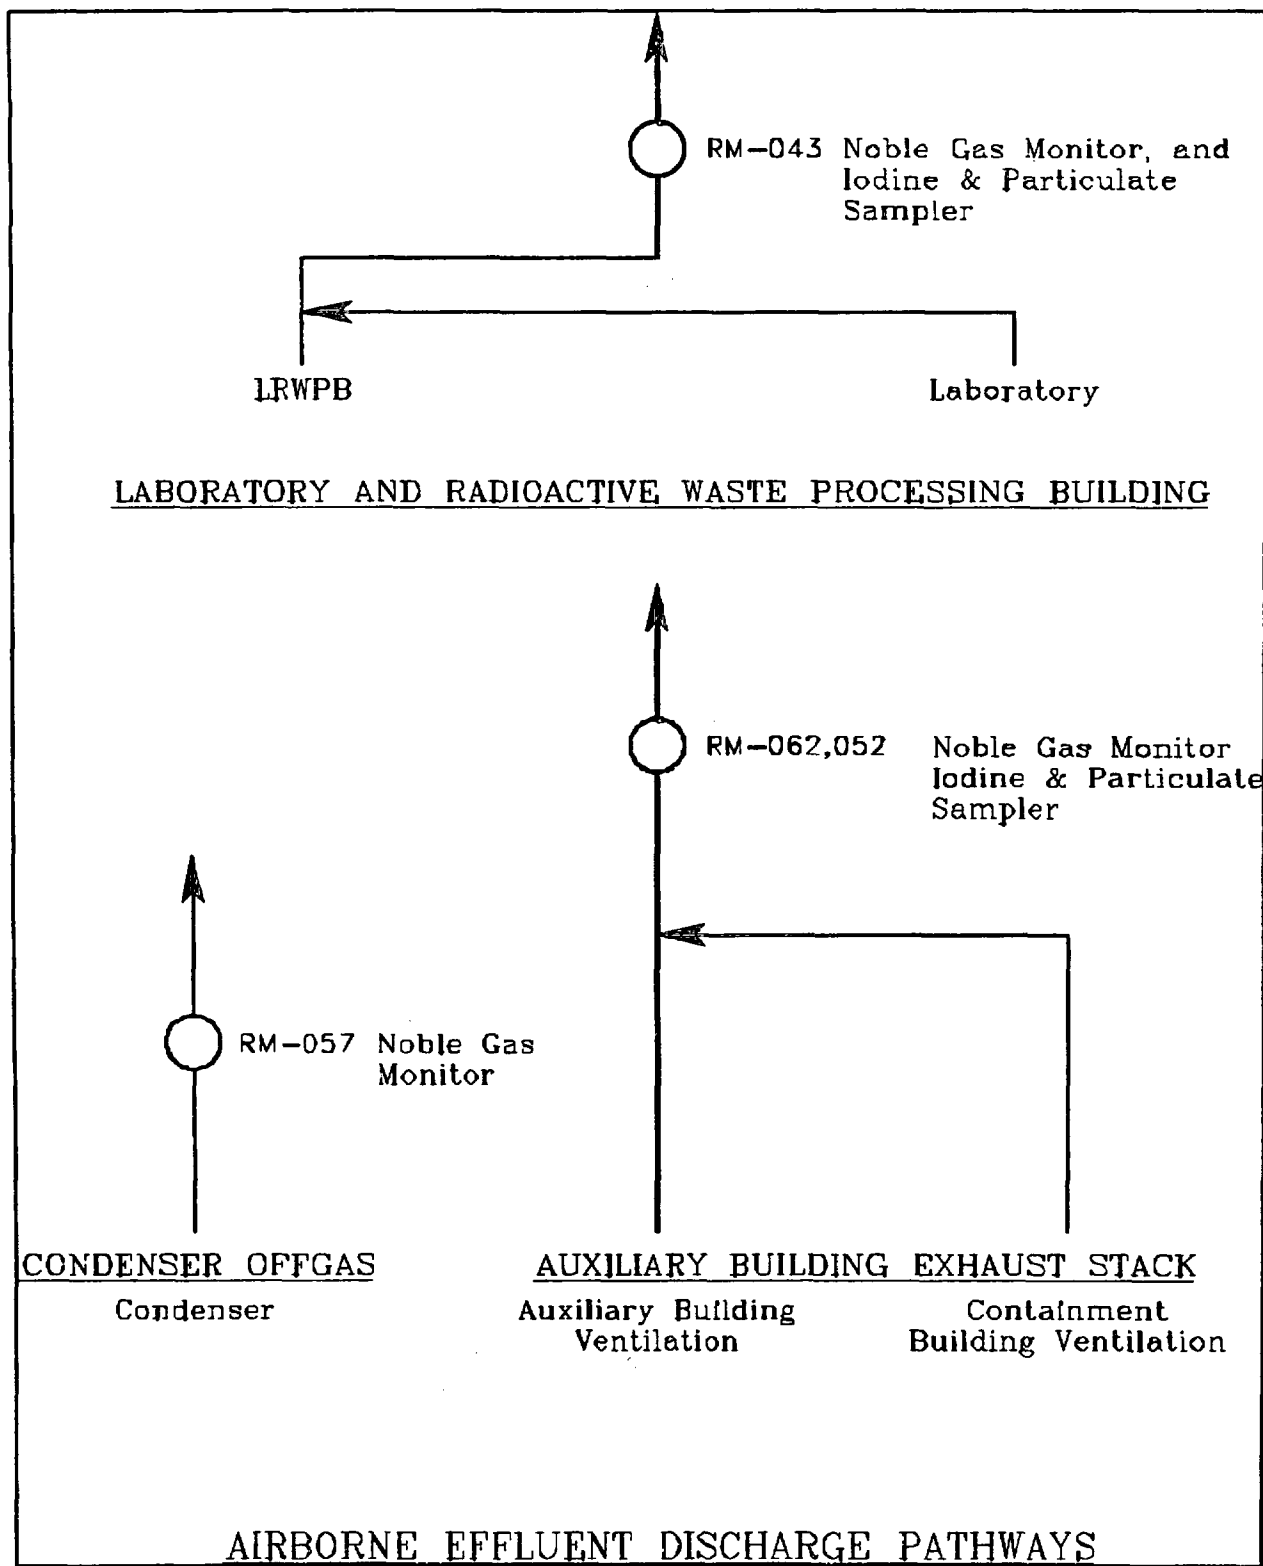 RM-043 Noble Gas Monitor, and
Iodine & Particulate
Sampler
LRWPB
Laboratory
LABORATORY AND RADIOACTIVE WASTE PROCESSING BUILDING
RM-062,052 Noble Gas Monitor
Iodine & Particulate
Sampler
RM-057 Noble Gas
Monitor
CONDENSER OFFGAS
Condenser
AUXILIARY BUILDING EXHAUST STACK
Auxiliary Building
Ventilation
Containment
Building Ventilation
AIRBORNE EFFLUENT DISCHARGE PATHWAYS